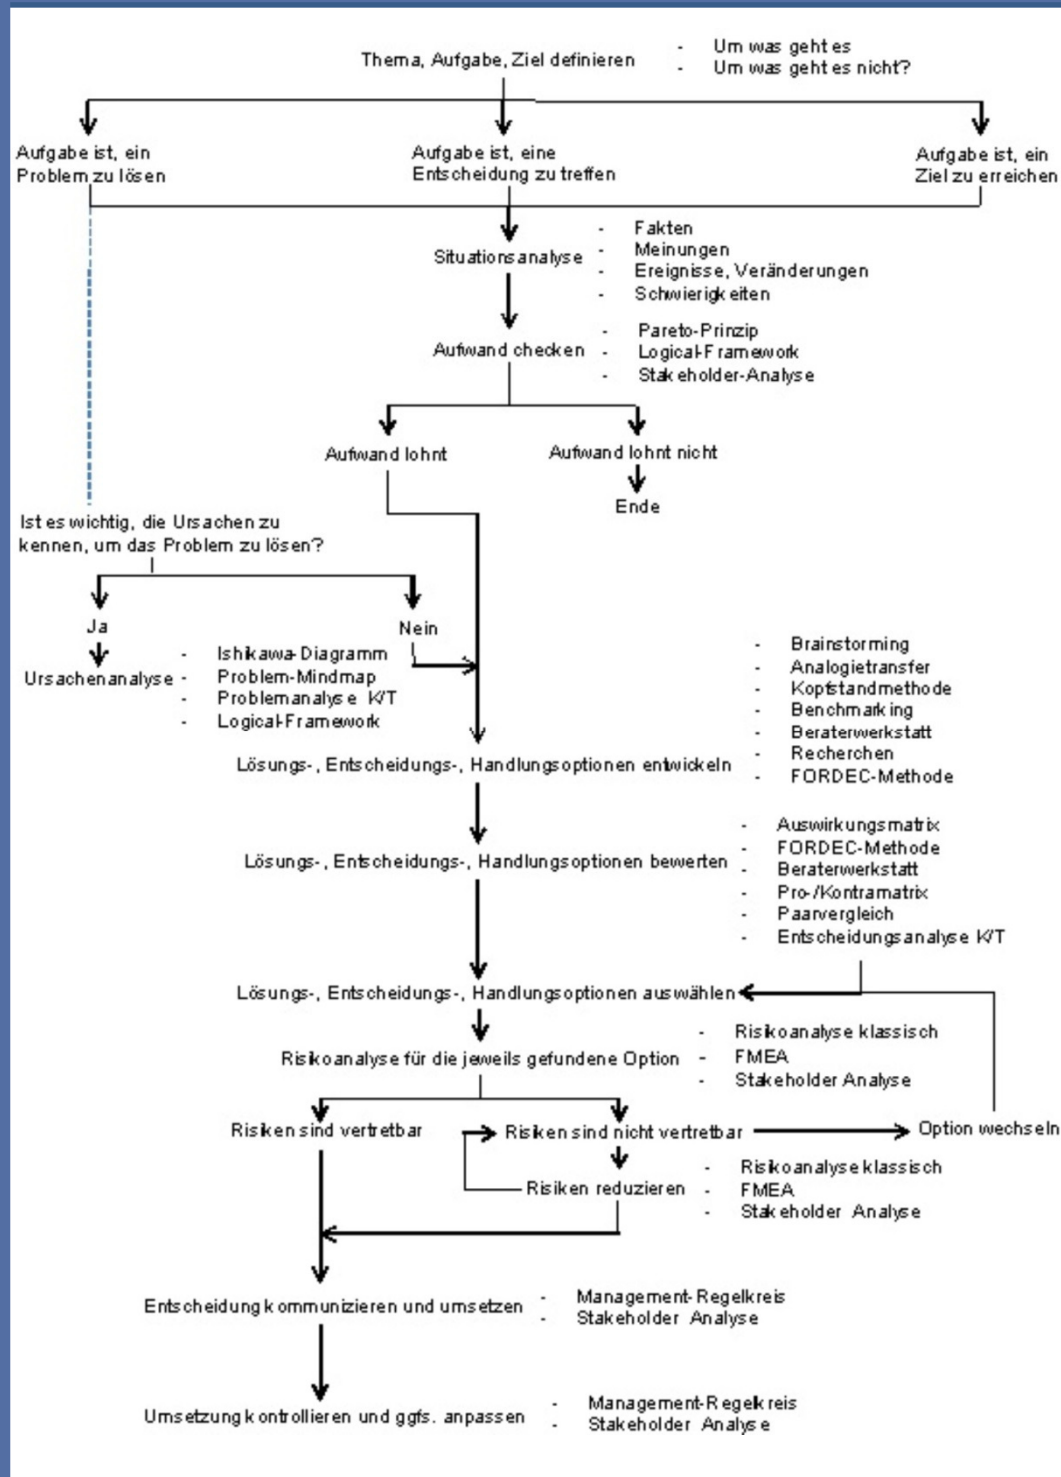 Thema, Aufgabe, Ziel definieren
- Um was geht es
- Um was geht es nicht?
Aufgabe ist, ein
Problem zu lösen
Aufgabe ist, eine
Entscheidung zu treffen
Aufgabe ist, ein
Ziel zu erreichen
Situationsanalyse
- Fakten
- Meinungen
- Ereignisse, Veränderungen
- Schwierigkeiten
Aufwand checken
- Pareto-Prinzip
- Logical-Framework
- Stakeholder-Analyse
Aufwand lohnt
Aufwand lohnt nicht
Ende
Ist es wichtig, die Ursachen zu
kennen, um das Problem zu lösen?
Ja
Nein
Ursachenanalyse
- Ishikawa-Diagramm
- Problem-Mindmap
- Problemanalyse K/T
- Logical-Framework
Lösungs-, Entscheidungs-, Handlungsoptionen entwickeln
- Brainstorming
- Analogietransfer
- Kopfstandmethode
- Benchmarking
- Beraterwerkstatt
- Recherchen
- FORDEC-Methode
Lösungs-, Entscheidungs-, Handlungsoptionen bewerten
- Auswirkungsmatrix
- FORDEC-Methode
- Beraterwerkstatt
- Pro-/Kontramatrix
- Paarvergleich
- Entscheidungsanalyse K/T
Lösungs-, Entscheidungs-, Handlungsoptionen auswählen
Risikoanalyse für die jeweils gefundene Option
- Risikoanalyse klassisch
- FMEA
- Stakeholder Analyse
Risiken sind vertretbar
Risiken sind nicht vertretbar
Option wechseln
Risiken reduzieren
- Risikoanalyse klassisch
- FMEA
- Stakeholder Analyse
Entscheidung kommunizieren und umsetzen
- Management-Regelkreis
- Stakeholder Analyse
Umsetzung kontrollieren und ggfs. anpassen
- Management-Regelkreis
- Stakeholder Analyse